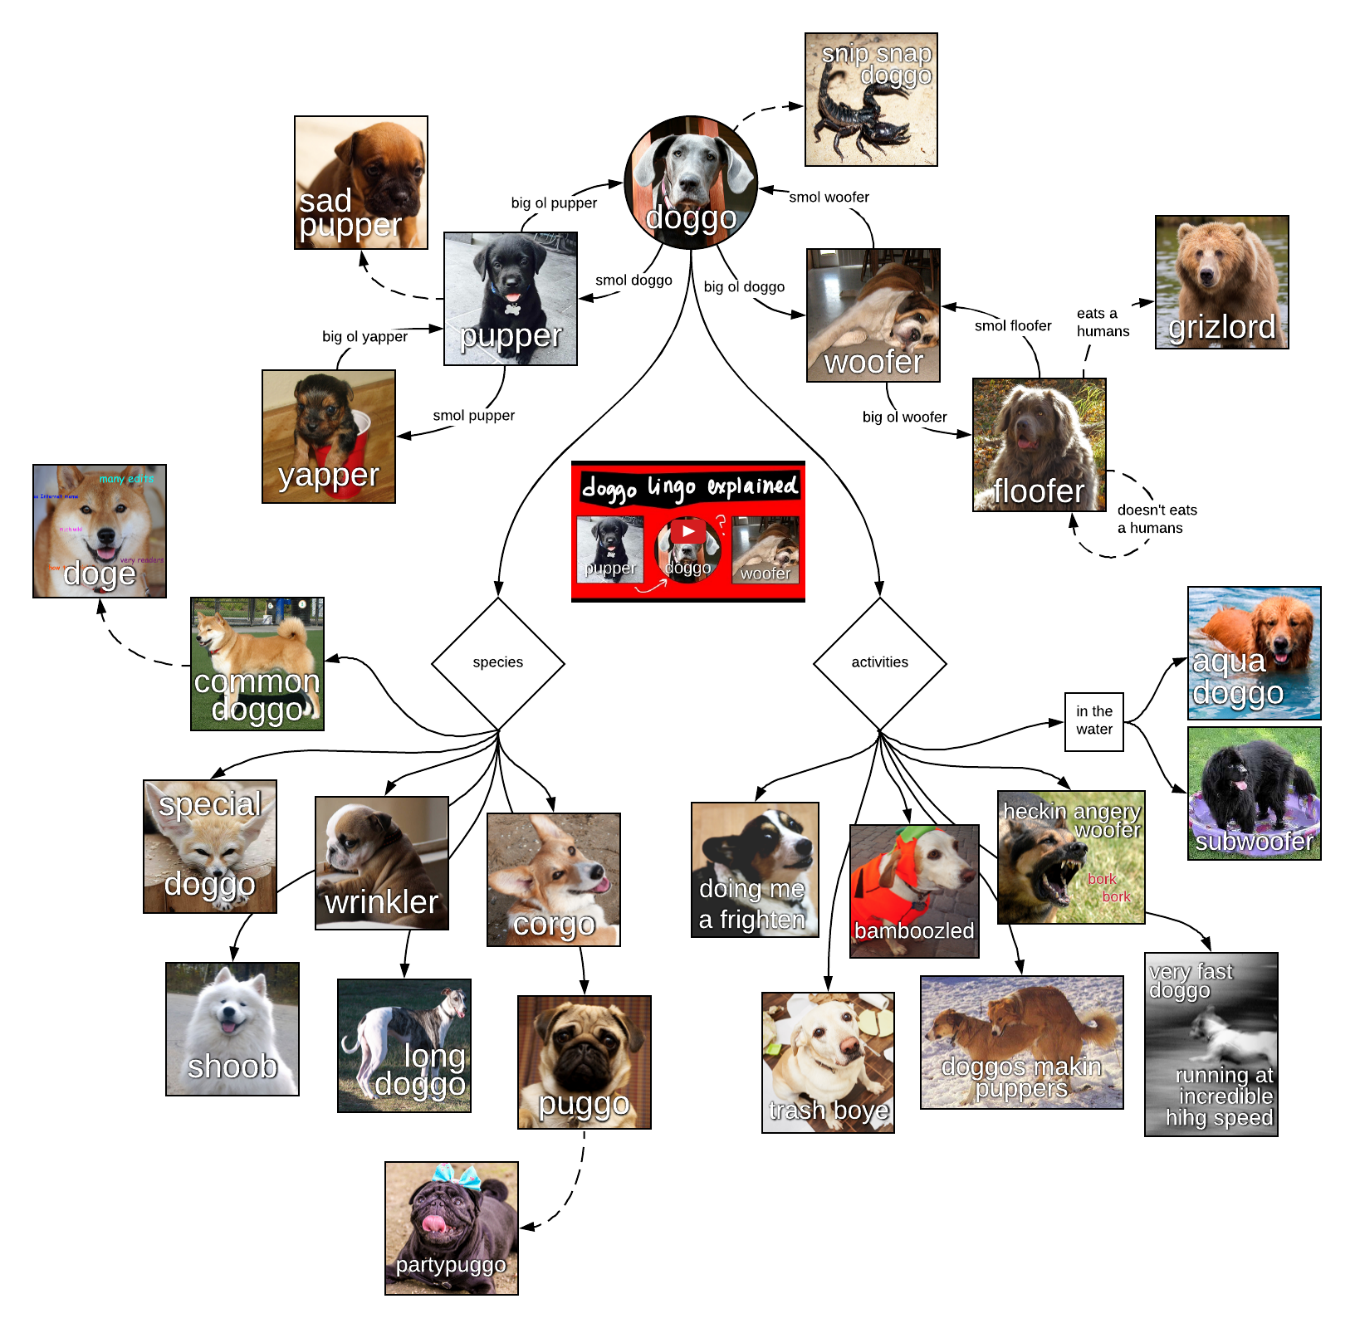 snip snap
doggo
doggo
sad
pupper
big ol pupper
smol woofer
smol doggo
big ol doggo
pupper
woofer
grizlord
eats a
humans
smol floofer
big ol yapper
smol pupper
big ol woofer
yapper
floofer
doesn't eats
a humans
doggo lingo explained
?
pupper
doggo
woofer
many edits
very readers
doge
common
doggo
species
activities
in the
water
aqua
doggo
subwoofer
special
doggo
wrinkler
corgo
doing me
a frighten
bamboozled
heckin angery
woofer
bork
bork
shoob
long
doggo
puggo
trash boye
doggos makin
puppers
very fast
doggo
running at
incredible
hihg speed
partypuggo